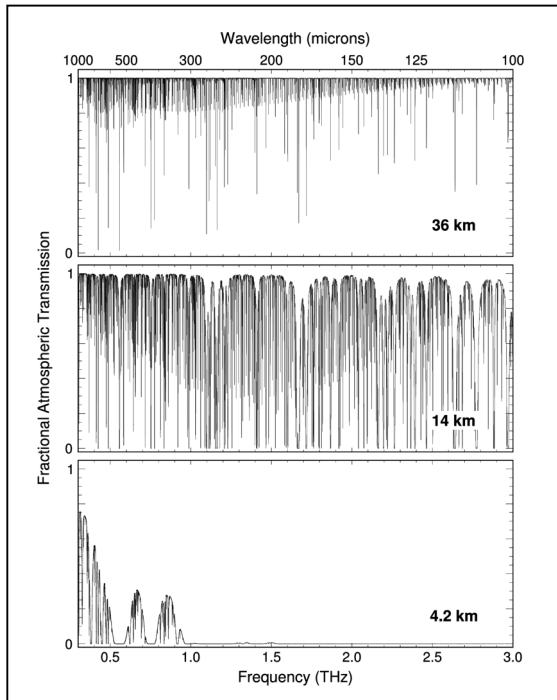 Wavelength (microns)
1000 500 300 200 150 125 100
1
36 km
0
1
14 km
0
1
4.2 km
0
0.5 1.0 1.5 2.0 2.5 3.0
Frequency (THz)
Fractional Atmospheric Transmission